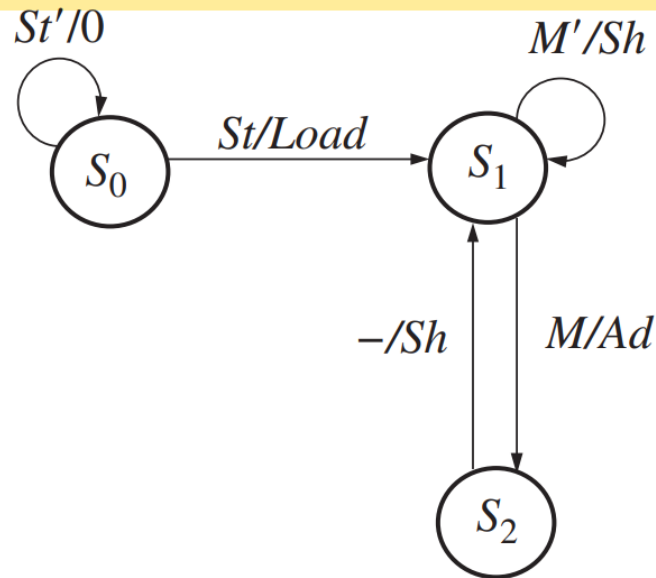 St′/0
M′/Sh
St/Load
S₀
S₁
–/Sh
M/Ad
S₂